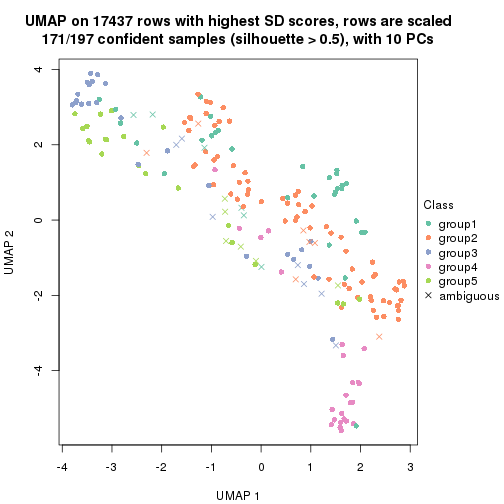 UMAP on 17437 rows with highest SD scores, rows are scaled
171/197 confident samples (silhouette > 0.5), with 10 PCs
4
2
0
-2
-4
UMAP 2
-4
-3
-2
-1
0
1
2
3
UMAP 1
Class
group1
group2
group3
group4
group5
ambiguous